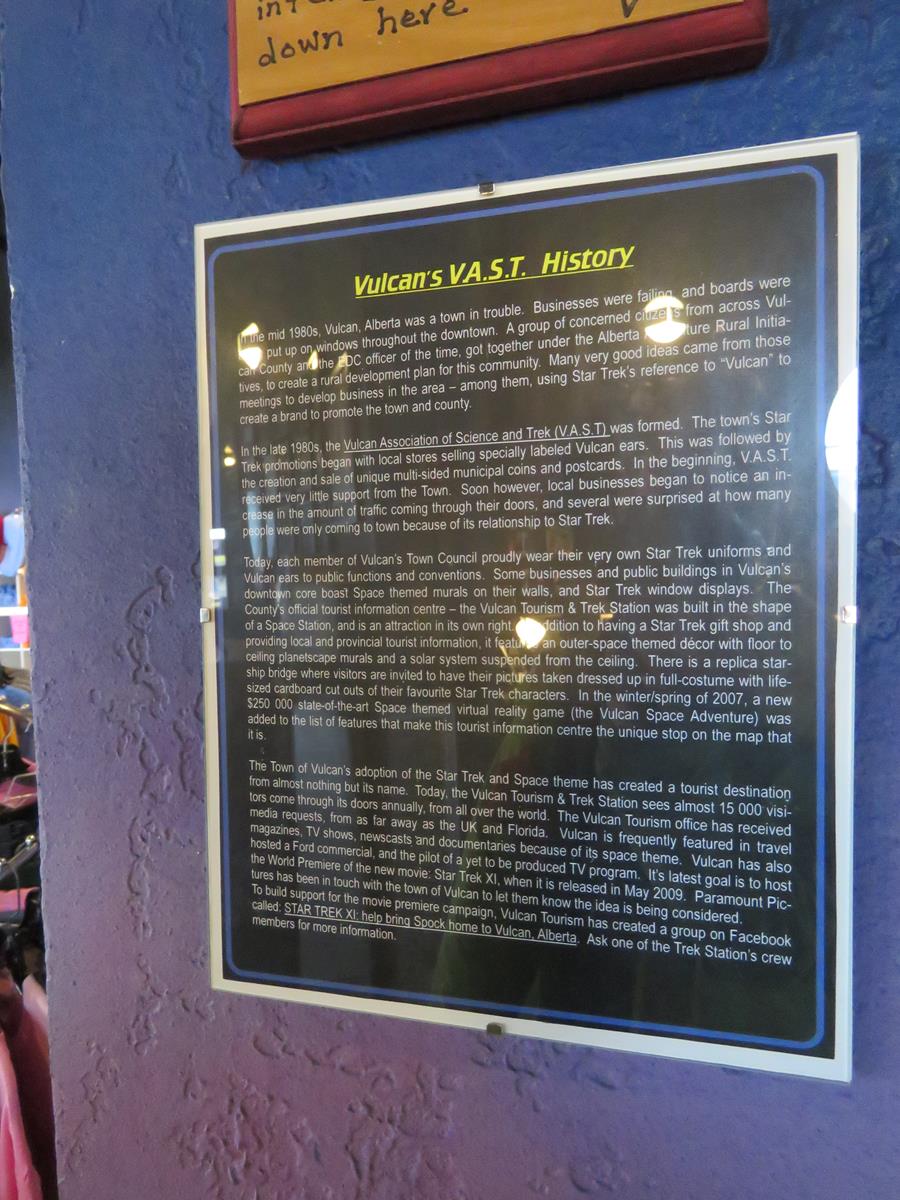 down here
Vulcan's V.A.S.T. History
In the mid 1980s, Vulcan, Alberta was a town in trouble. Businesses were failing, and boards were
put up on windows throughout the downtown. A group of concerned citizens from across Vul-
can County and the EDC officer of the time, got together under the Alberta Rural Initia-
tives, to create a rural development plan for this community. Many very good ideas came from those
meetings to develop business in the area – among them, using Star Trek's reference to "Vulcan" to
create a brand to promote the town and county.
In the late 1980s, the Vulcan Association of Science and Trek (V.A.S.T) was formed. The town's Star
Trek promotions began with local stores selling specially labeled Vulcan ears. This was followed by
the creation and sale of unique multi-sided municipal coins and postcards. In the beginning, V.A.S.T.
received very little support from the Town. Soon however, local businesses began to notice an in-
crease in the amount of traffic coming through their doors, and several were surprised at how many
people were only coming to town because of its relationship to Star Trek.
Today, each member of Vulcan's Town Council proudly wear their very own Star Trek uniforms and
Vulcan ears to public functions and conventions. Some businesses and public buildings in Vulcan's
downtown core boast Space themed murals on their walls, and Star Trek window displays. The
County's official tourist information centre – the Vulcan Tourism & Trek Station was built in the shape
of a Space Station, and is an attraction in its own right. addition to having a Star Trek gift shop and
providing local and provincial tourist information, it features an outer-space themed décor with floor to
ceiling planetscape murals and a solar system suspended from the ceiling. There is a replica star-
ship bridge where visitors are invited to have their pictures taken dressed up in full-costume with life-
sized cardboard cut outs of their favourite Star Trek characters. In the winter/spring of 2007, a new
$250 000 state-of-the-art Space themed virtual reality game (the Vulcan Space Adventure) was
added to the list of features that make this tourist information centre the unique stop on the map that
it is.
The Town of Vulcan's adoption of the Star Trek and Space theme has created a tourist destination
from almost nothing but its name. Today, the Vulcan Tourism & Trek Station sees almost 15 000 visi-
tors come through its doors annually, from all over the world. The Vulcan Tourism office has received
media requests, from as far away as the UK and Florida. Vulcan is frequently featured in travel
magazines, TV shows, newscasts and documentaries because of its space theme. Vulcan has also
hosted a Ford commercial, and the pilot of a yet to be produced TV program. It's latest goal is to host
the World Premiere of the new movie: Star Trek XI, when it is released in May 2009. Paramount Pic-
tures has been in touch with the town of Vulcan to let them know the idea is being considered.
To build support for the movie premiere campaign, Vulcan Tourism has created a group on Facebook
called: STAR TREK XI: help bring Spock home to Vulcan, Alberta. Ask one of the Trek Station's crew
members for more information.